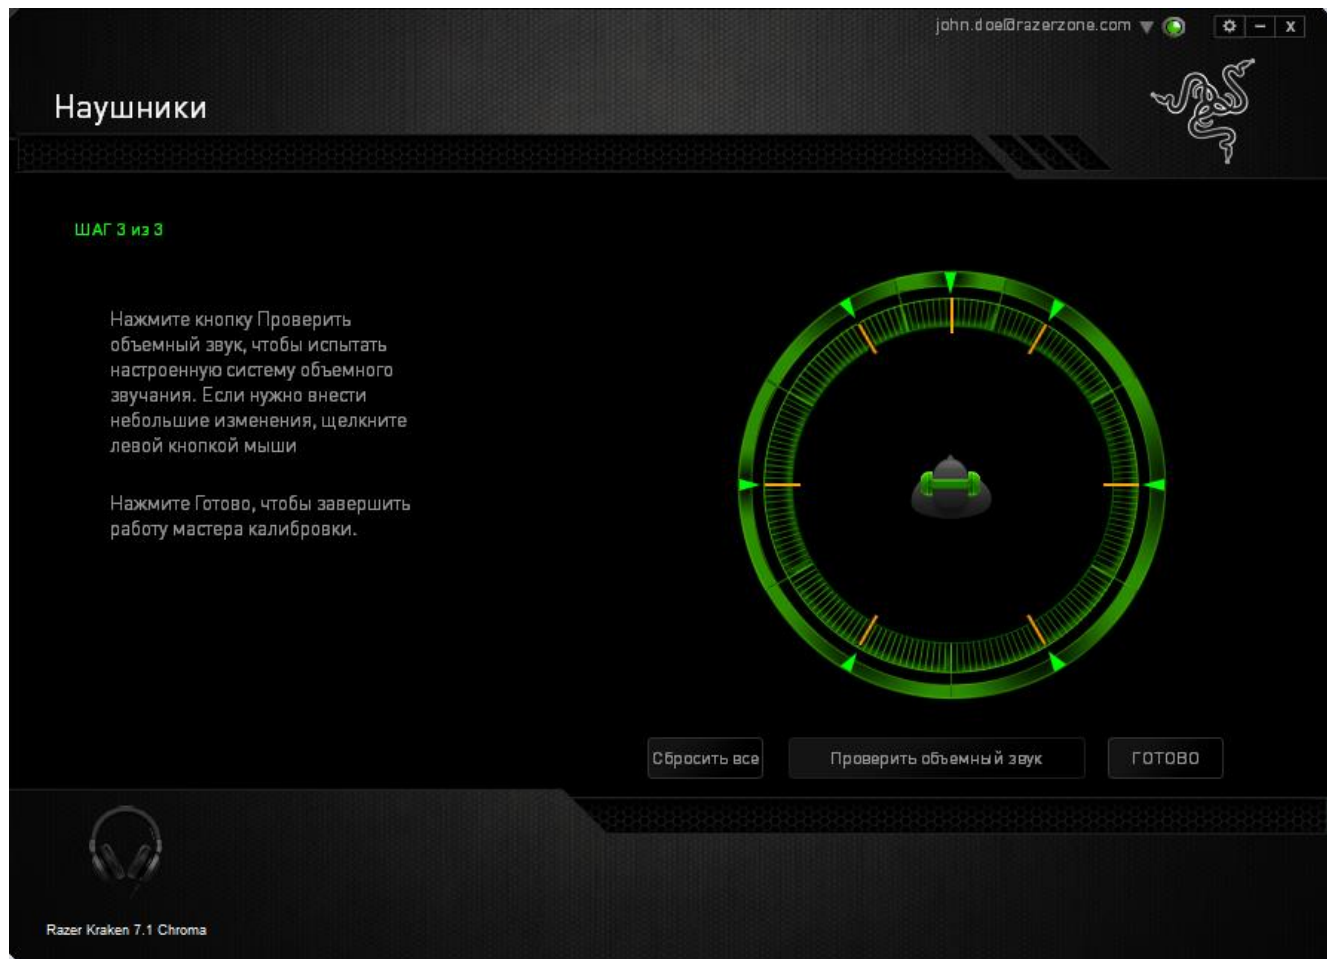 john.doe@razerzone.com
X
Наушники
ШАГ 3 из 3
Нажмите кнопку Проверить
объемный звук, чтобы испытать
настроенную систему объемного
звучания. Если нужно внести
небольшие изменения, щелкните
левой кнопкой мыши
Нажмите Готово, чтобы завершить
работу мастера калибровки.
Сбросить все
Проверить объемный звук
ГОТОВО
Razer Kraken 7.1 Chroma